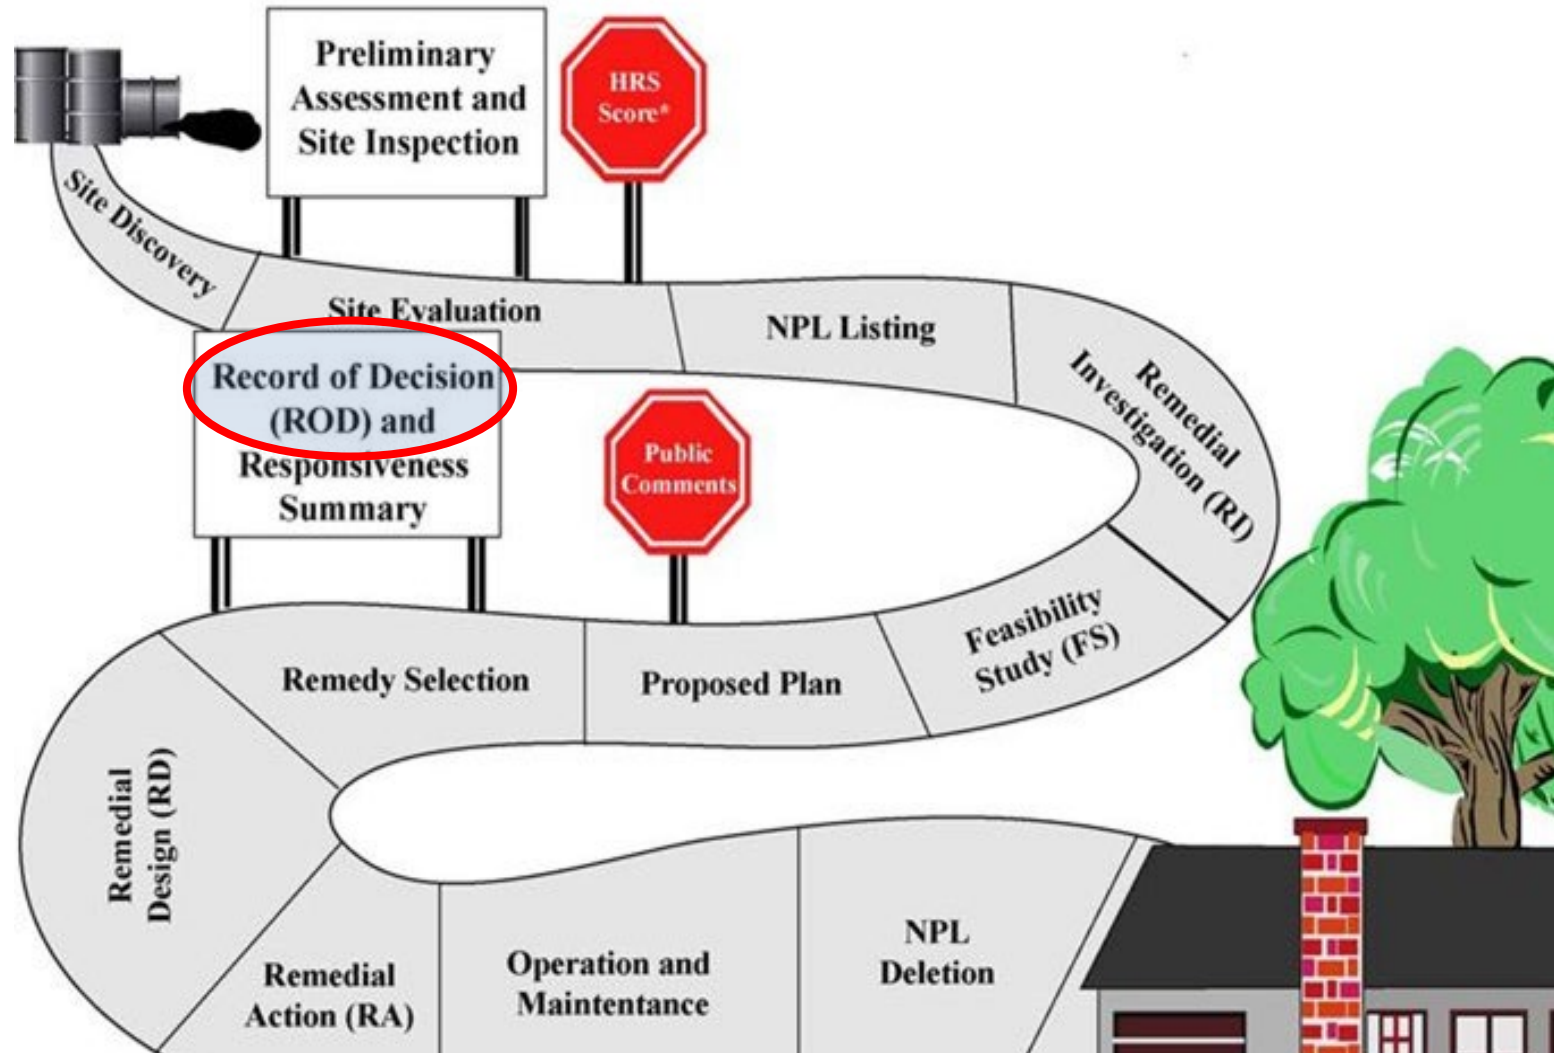 Preliminary
Assessment and
Site Inspection
HRS
Score*
Site Discovery
Site Evaluation
NPL Listing
Remedial
Investigation (RI)
Record of Decision
(ROD) and
Responsiveness
Summary
Public
Comments
Feasibility
Study (FS)
Proposed Plan
Remedy Selection
Remedial
Design (RD)
Remedial
Action (RA)
Operation and
Maintentance
NPL
Deletion